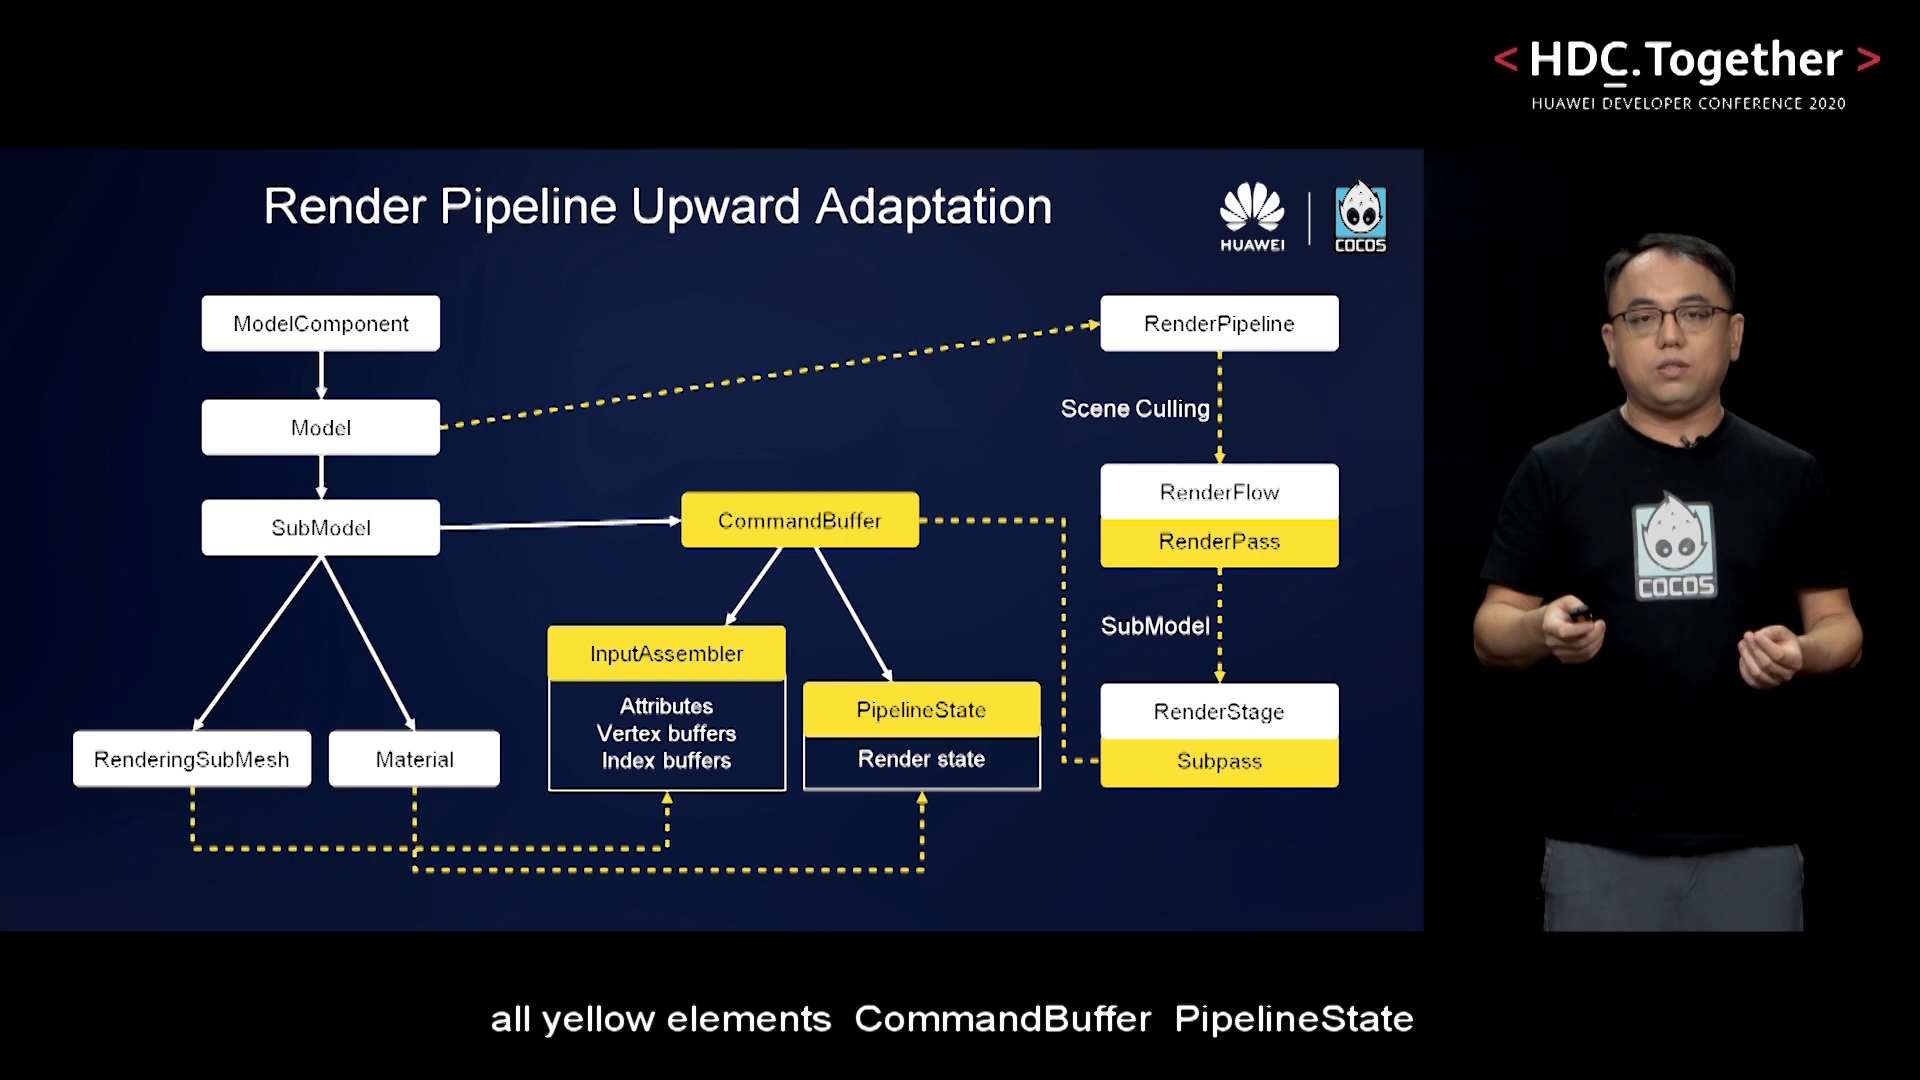 < HDC.Together >
HUAWEI DEVELOPER CONFERENCE 2020
Render Pipeline Upward Adaptation
HUAWEI
COCOS
ModelComponent
RenderPipeline
Scene Culling
Model
RenderFlow
RenderPass
SubModel
CommandBuffer
SubModel
InputAssembler
Attributes
Vertex buffers
Index buffers
PipelineState
Render state
RenderStage
Subpass
RenderingSubMesh
Material
COCOS
all yellow elements CommandBuffer PipelineState